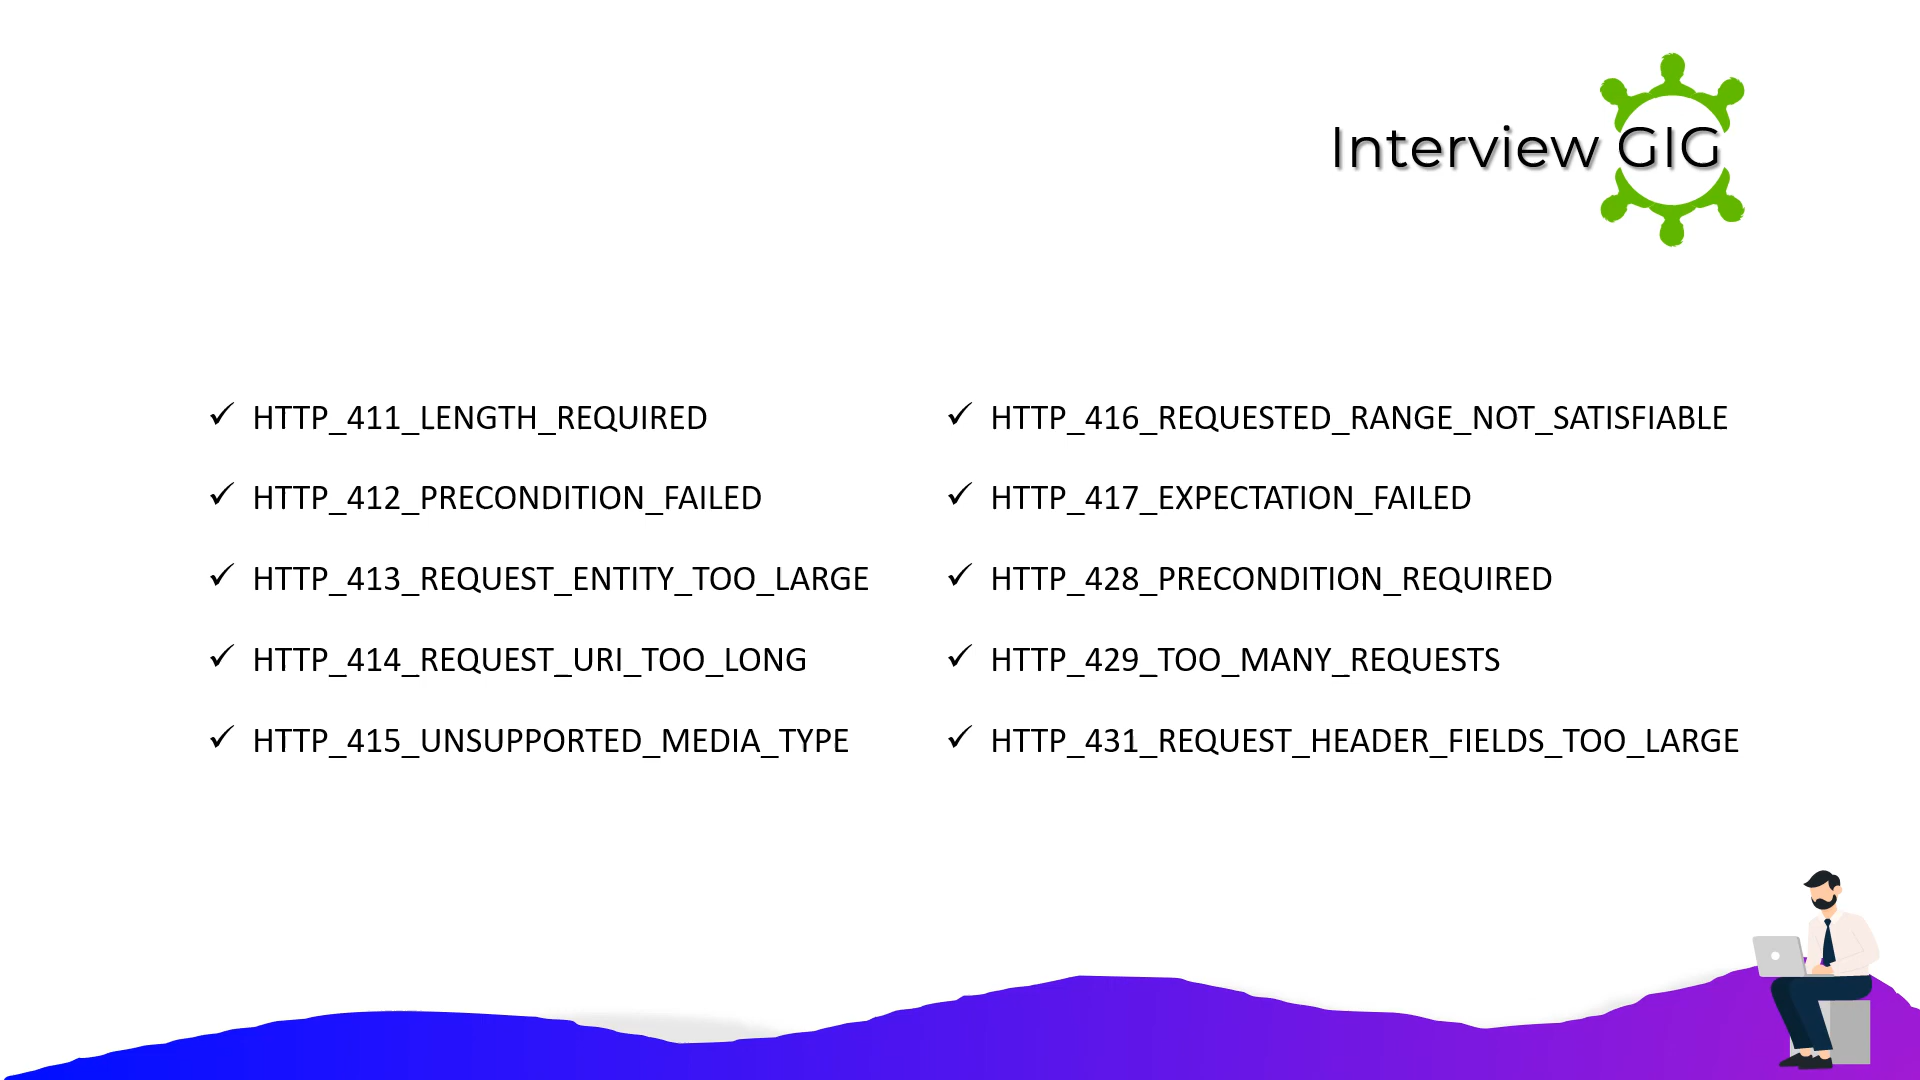 Interview GIG
HTTP_411_LENGTH_REQUIRED
HTTP_412_PRECONDITION_FAILED
HTTP_413_REQUEST_ENTITY_TOO_LARGE
HTTP_414_REQUEST_URI_TOO_LONG
HTTP_415_UNSUPPORTED_MEDIA_TYPE
HTTP_416_REQUESTED_RANGE_NOT_SATISFIABLE
HTTP_417_EXPECTATION_FAILED
HTTP_428_PRECONDITION_REQUIRED
HTTP_429_TOO_MANY_REQUESTS
HTTP_431_REQUEST_HEADER_FIELDS_TOO_LARGE